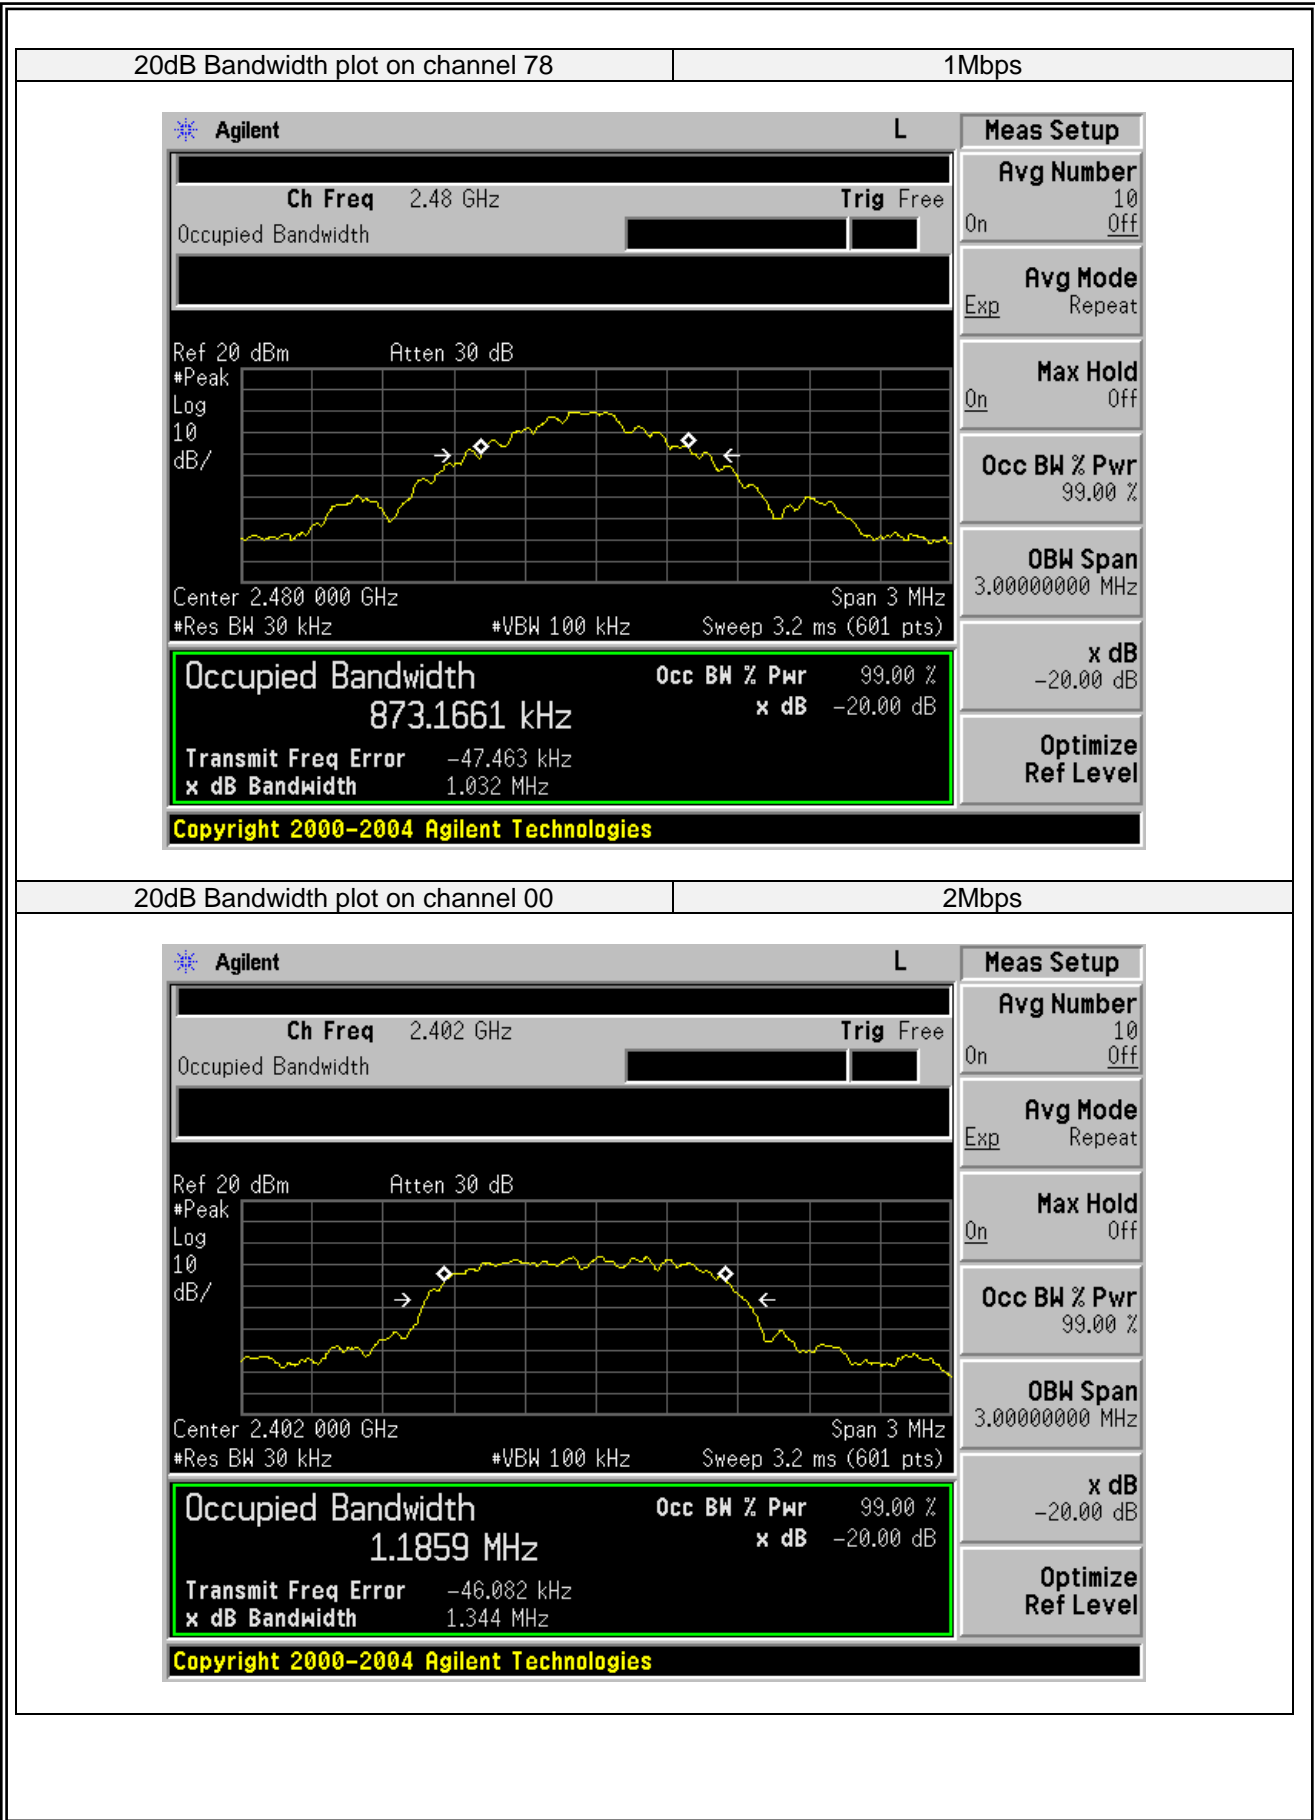 20dB Bandwidth plot on channel 78 1Mbps
Agilent L Meas Setup
Ch Freq 2.48 GHz Trig Free
Occupied Bandwidth
Avg Number
10
On Off
Avg Mode
Exp Repeat
Max Hold
On Off
Occ BW % Pwr
99.00 %
OBW Span
3.00000000 MHz
x dB
-20.00 dB
Optimize
Ref Level
Ref 20 dBm Atten 30 dB
#Peak
Log
10
dB/
Center 2.480 000 GHz Span 3 MHz
#Res BW 30 kHz #VBW 100 kHz Sweep 3.2 ms (601 pts)
Occupied Bandwidth Occ BW % Pwr 99.00 %
873.1661 kHz x dB -20.00 dB
Transmit Freq Error -47.463 kHz
x dB Bandwidth 1.032 MHz
Copyright 2000-2004 Agilent Technologies
20dB Bandwidth plot on channel 00 2Mbps
Agilent L Meas Setup
Ch Freq 2.402 GHz Trig Free
Occupied Bandwidth
Avg Number
10
On Off
Avg Mode
Exp Repeat
Max Hold
On Off
Occ BW % Pwr
99.00 %
OBW Span
3.00000000 MHz
x dB
-20.00 dB
Optimize
Ref Level
Ref 20 dBm Atten 30 dB
#Peak
Log
10
dB/
Center 2.402 000 GHz Span 3 MHz
#Res BW 30 kHz #VBW 100 kHz Sweep 3.2 ms (601 pts)
Occupied Bandwidth Occ BW % Pwr 99.00 %
1.1859 MHz x dB -20.00 dB
Transmit Freq Error -46.082 kHz
x dB Bandwidth 1.344 MHz
Copyright 2000-2004 Agilent Technologies